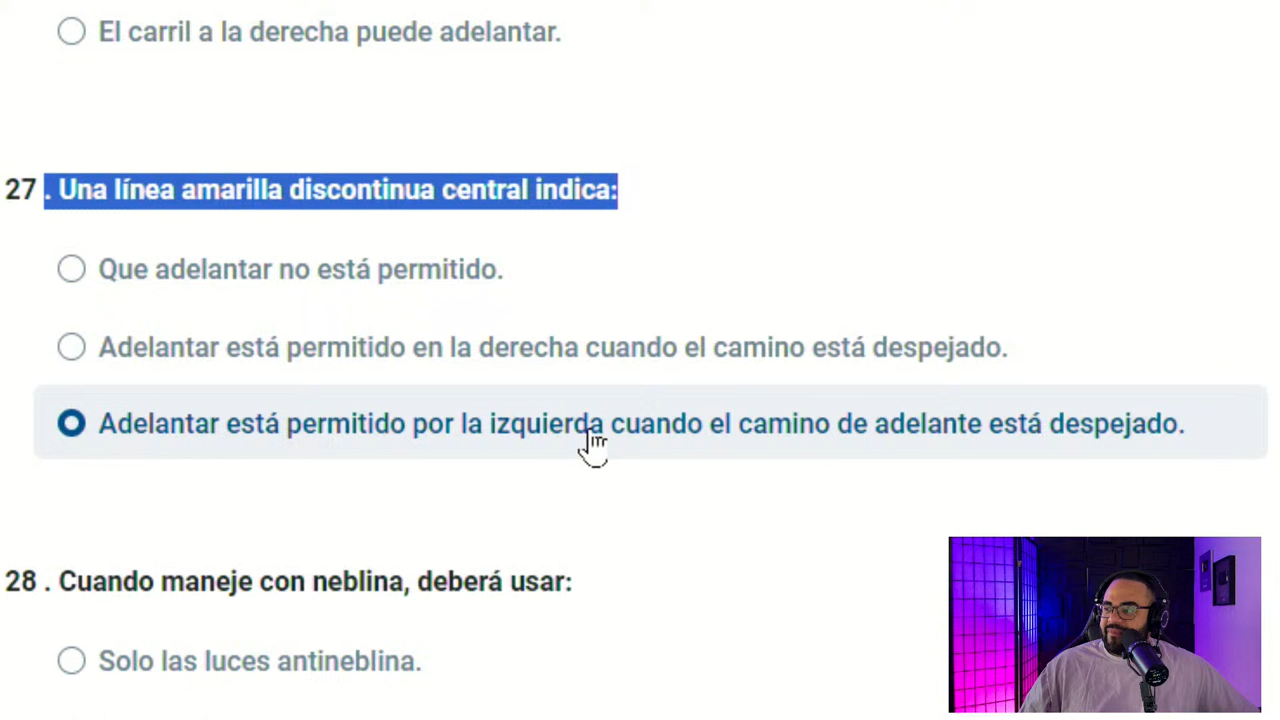 El carril a la derecha puede adelantar.
27 . Una línea amarilla discontinua central indica:
Que adelantar no está permitido.
Adelantar está permitido en la derecha cuando el camino está despejado.
Adelantar está permitido por la izquierda cuando el camino de adelante está despejado.
28 . Cuando maneje con neblina, deberá usar:
Solo las luces antineblina.